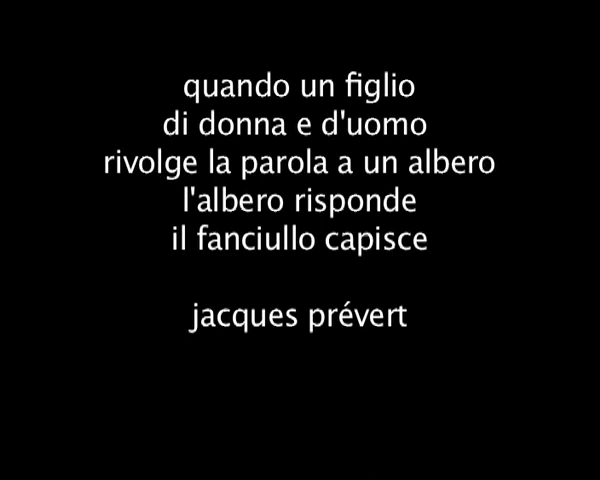 quando un figlio
di donna e d'uomo
rivolge la parola a un albero
l'albero risponde
il fanciullo capisce
jacques prévert